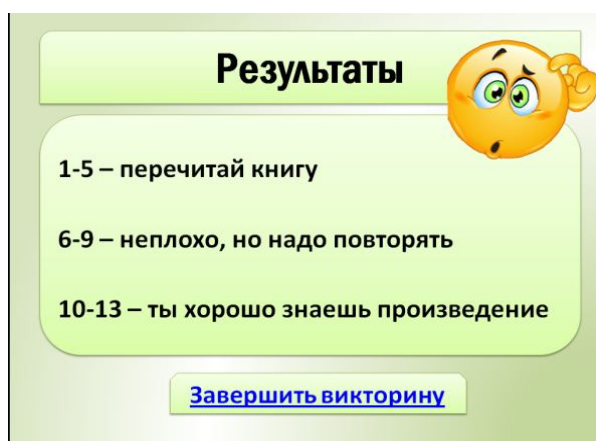 Результаты
1-5 – перечитай книгу
6-9 – неплохо, но надо повторять
10-13 – ты хорошо знаешь произведение
Завершить викторину